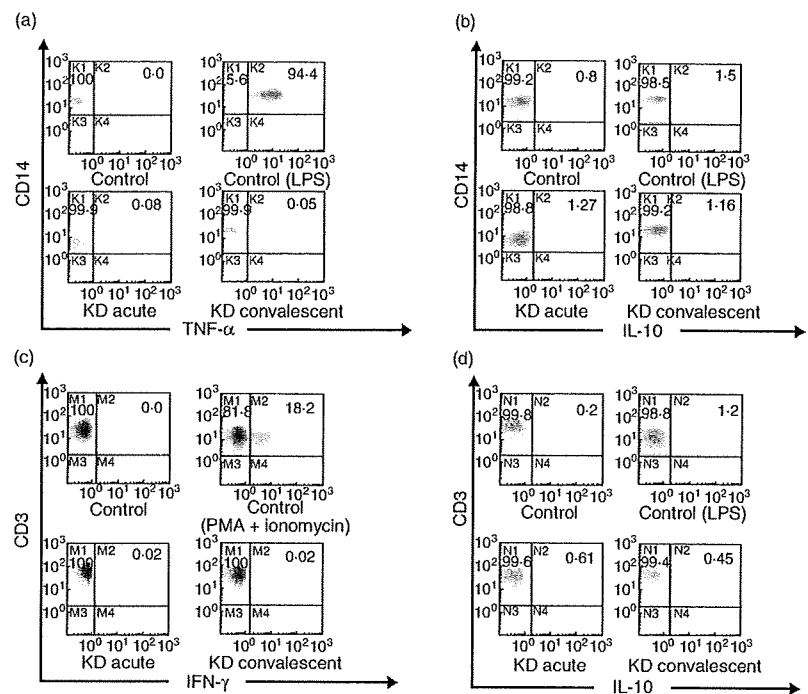 (a)
CD14
10³ 10² 10¹ 10⁰
K1 K2
100 0·0
K3 K4
10⁰ 10¹ 10² 10³
Control
K1 K2
5·6 94·4
K3 K4
10⁰ 10¹ 10² 10³
Control (LPS)
10³ 10² 10¹ 10⁰
K1 K2
99·9 0·08
K3 K4
10⁰ 10¹ 10² 10³
KD acute
K1 K2
99·9 0·05
K3 K4
10⁰ 10¹ 10² 10³
KD convalescent
TNF-α
(b)
CD14
10³ 10² 10¹ 10⁰
K1 K2
99·2 0·8
K3 K4
10⁰ 10¹ 10² 10³
Control
10³ 10² 10¹ 10⁰
K1 K2
98·5 1·5
K3 K4
10⁰ 10¹ 10² 10³
Control (LPS)
10³ 10² 10¹ 10⁰
K1 K2
98·8 1·27
K3 K4
10⁰ 10¹ 10² 10³
KD acute
10³ 10² 10¹ 10⁰
K1 K2
99·2 1·16
K3 K4
10⁰ 10¹ 10² 10³
KD convalescent
IL-10
(c)
CD3
10³ 10² 10¹ 10⁰
M1 M2
100 0·0
M3 M4
10⁰ 10¹ 10² 10³
Control
10³ 10² 10¹ 10⁰
M1 M2
81·8 18·2
M3 M4
10⁰ 10¹ 10² 10³
Control
(PMA + ionomycin)
10³ 10² 10¹ 10⁰
M1 M2
100 0·02
M3 M4
10⁰ 10¹ 10² 10³
KD acute
10³ 10² 10¹ 10⁰
M1 M2
100 0·02
M3 M4
10⁰ 10¹ 10² 10³
KD convalescent
IFN-γ
(d)
CD3
10³ 10² 10¹ 10⁰
N1 N2
99·8 0·2
N3 N4
10⁰ 10¹ 10² 10³
Control
10³ 10² 10¹ 10⁰
N1 N2
98·8 1·2
N3 N4
10⁰ 10¹ 10² 10³
Control (LPS)
10³ 10² 10¹ 10⁰
N1 N2
99·6 0·61
N3 N4
10⁰ 10¹ 10² 10³
KD acute
10³ 10² 10¹ 10⁰
N1 N2
99·4 0·45
N3 N4
10⁰ 10¹ 10² 10³
KD convalescent
IL-10